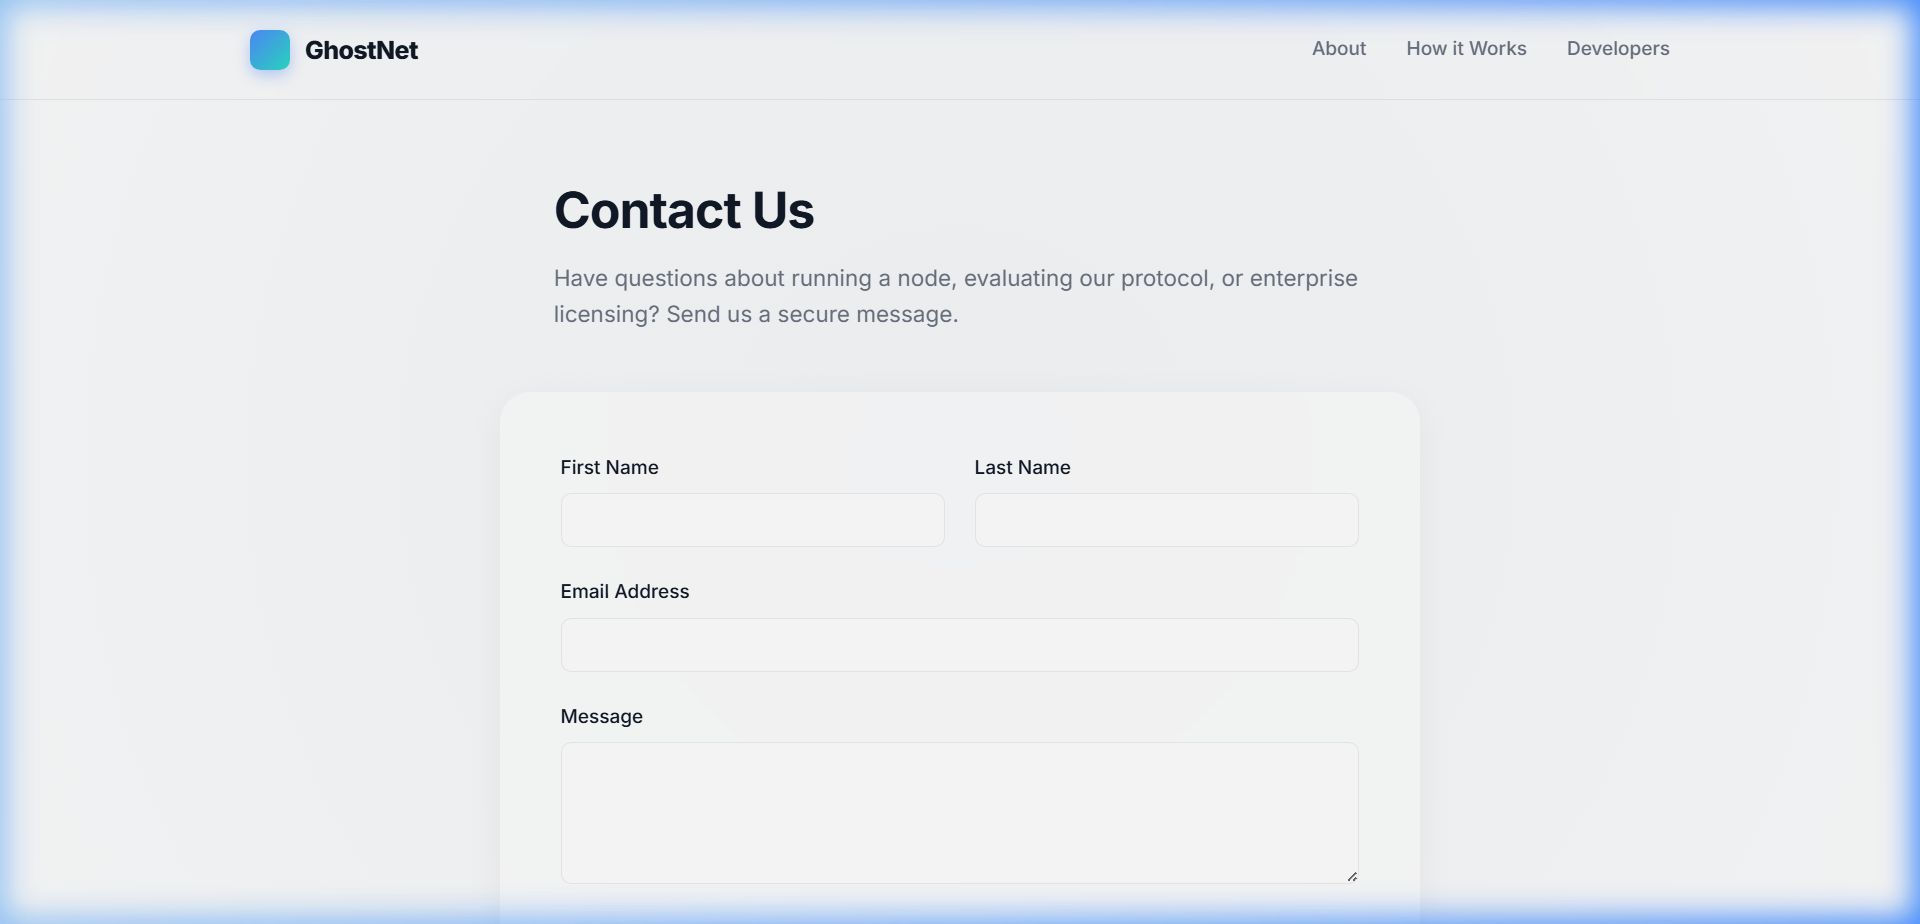 GhostNet
About
How it Works
Developers
Contact Us
Have questions about running a node, evaluating our protocol, or enterprise
licensing? Send us a secure message.
First Name
Last Name
Email Address
Message